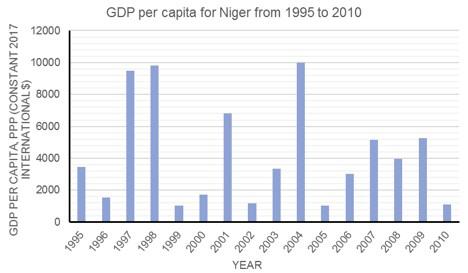 GDP per capita for Niger from 1995 to 2010
GDP PER CAPITA, PPP (CONSTANT 2017
INTERNATIONAL$)
12000
10000
8000
6000
4000
2000
0
1995 1996 1997 1998 1999 2000 2001 2002 2003 2004 2005 2006 2007 2008 2009 2010
YEAR